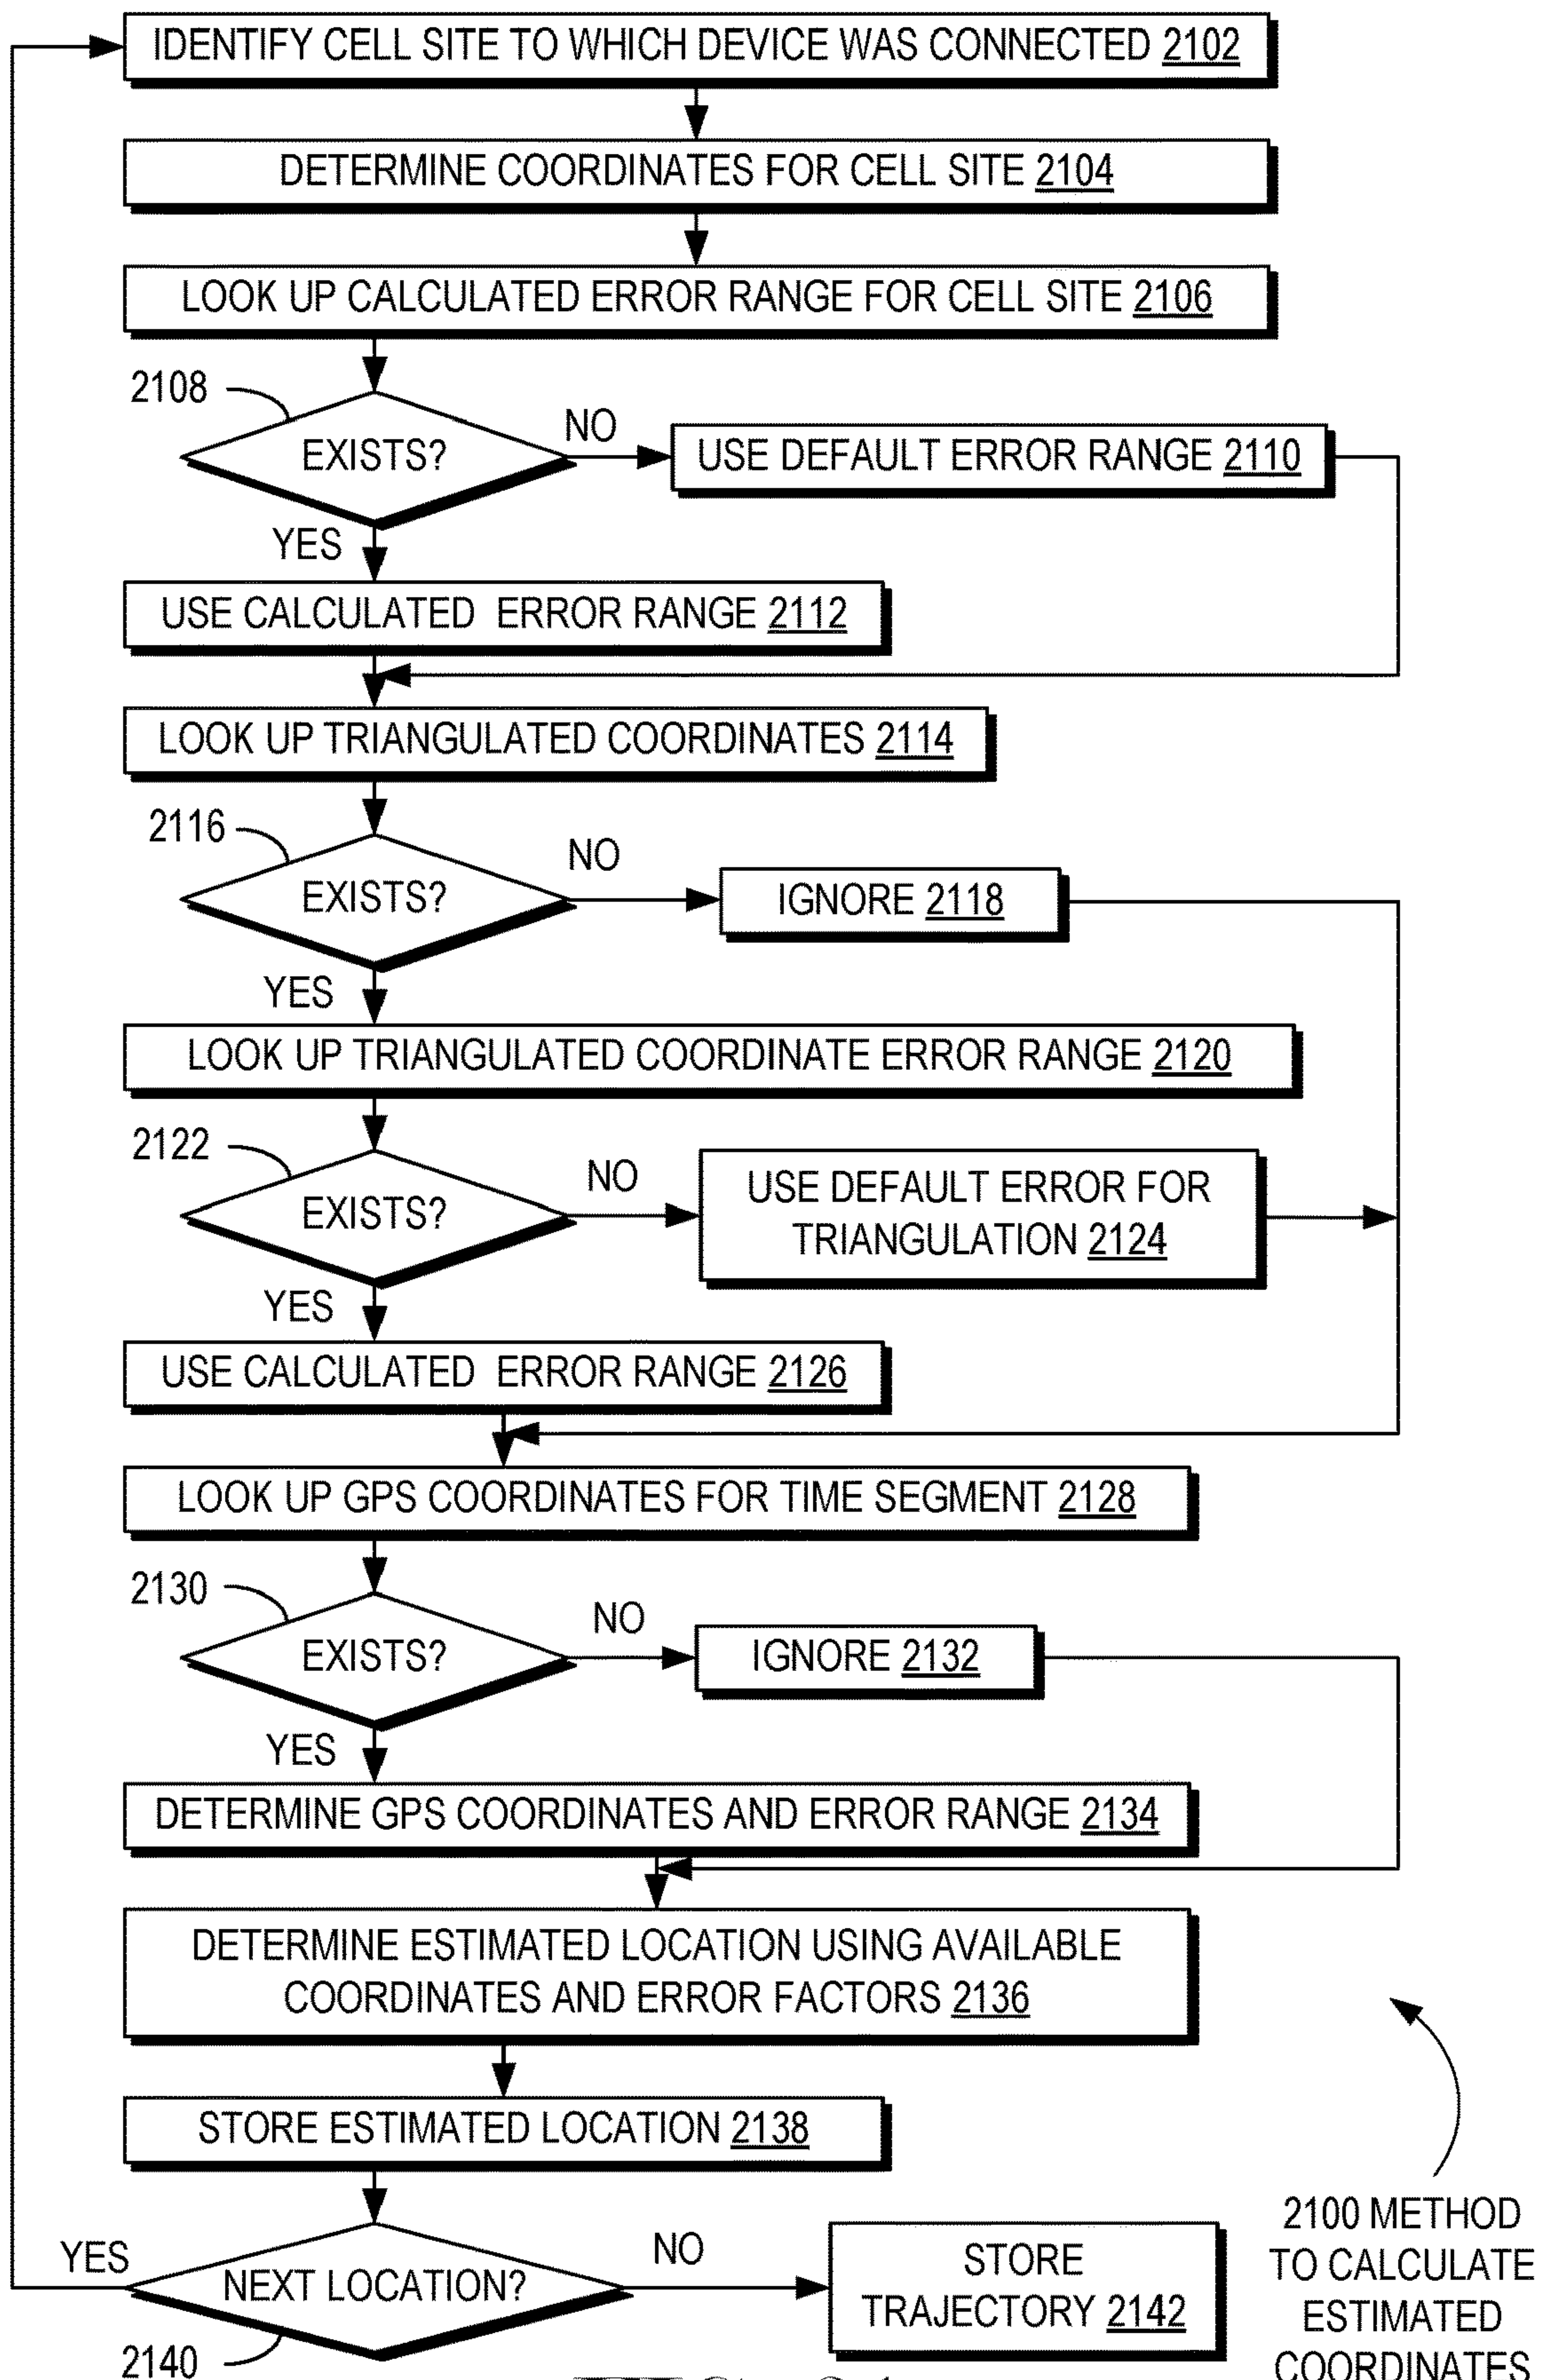 IDENTIFY CELL SITE TO WHICH DEVICE WAS CONNECTED 2102
DETERMINE COORDINATES FOR CELL SITE 2104
LOOK UP CALCULATED ERROR RANGE FOR CELL SITE 2106
2108
EXISTS?
NO
USE DEFAULT ERROR RANGE 2110
YES
USE CALCULATED ERROR RANGE 2112
LOOK UP TRIANGULATED COORDINATES 2114
2116
EXISTS?
NO
IGNORE 2118
YES
LOOK UP TRIANGULATED COORDINATE ERROR RANGE 2120
2122
EXISTS?
NO
USE DEFAULT ERROR FOR
TRIANGULATION 2124
YES
USE CALCULATED ERROR RANGE 2126
LOOK UP GPS COORDINATES FOR TIME SEGMENT 2128
2130
EXISTS?
NO
IGNORE 2132
YES
DETERMINE GPS COORDINATES AND ERROR RANGE 2134
DETERMINE ESTIMATED LOCATION USING AVAILABLE
COORDINATES AND ERROR FACTORS 2136
STORE ESTIMATED LOCATION 2138
YES
NEXT LOCATION?
NO
STORE
TRAJECTORY 2142
2140
2100 METHOD
TO CALCULATE
ESTIMATED
COORDINATES